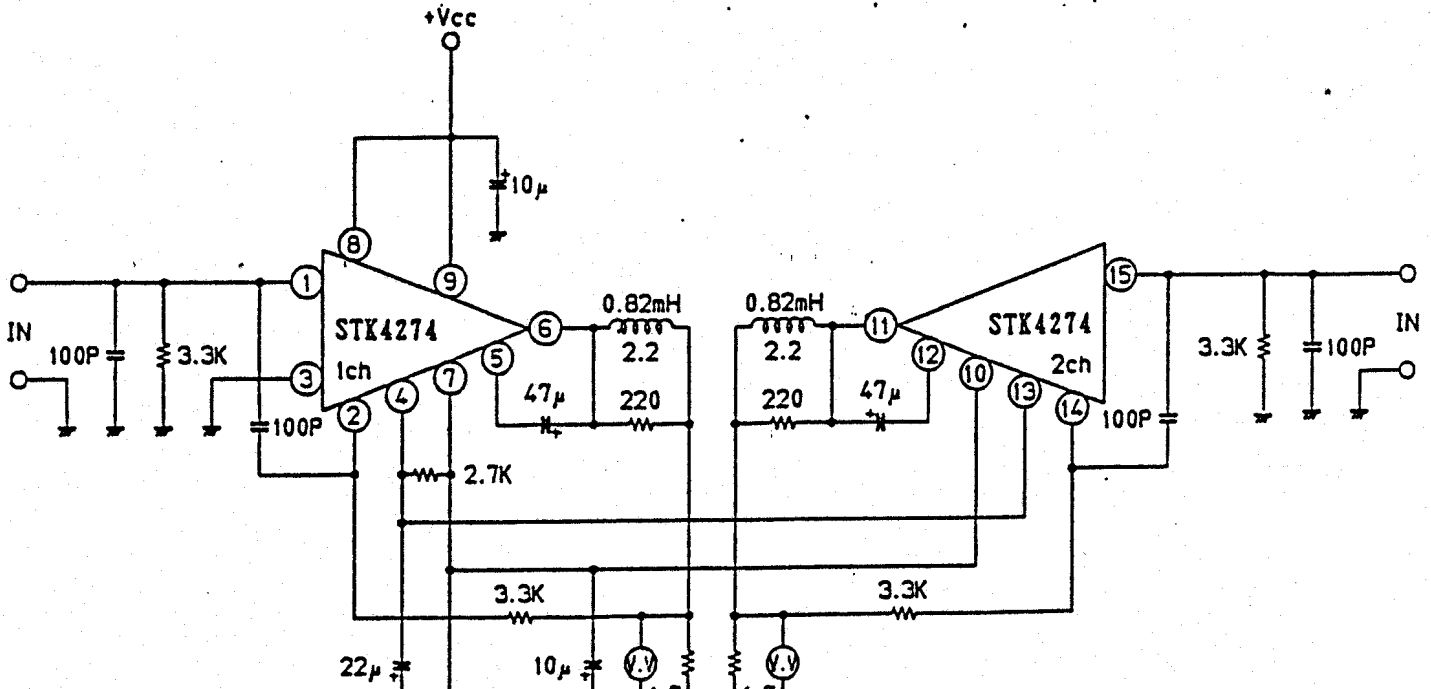 +Vcc
+
10μ
8
9
1
15
0.82mH
0.82mH
IN
STK4274
6
11
STK4274
IN
100P
3.3K
2.2
2.2
3.3K
100P
3
1ch
5
12
2ch
4
7
10
13
47μ
47μ
2
14
220
220
+
+
100P
100P
2.7K
3.3K
3.3K
22μ
+
10μ
+
V.V
V.V